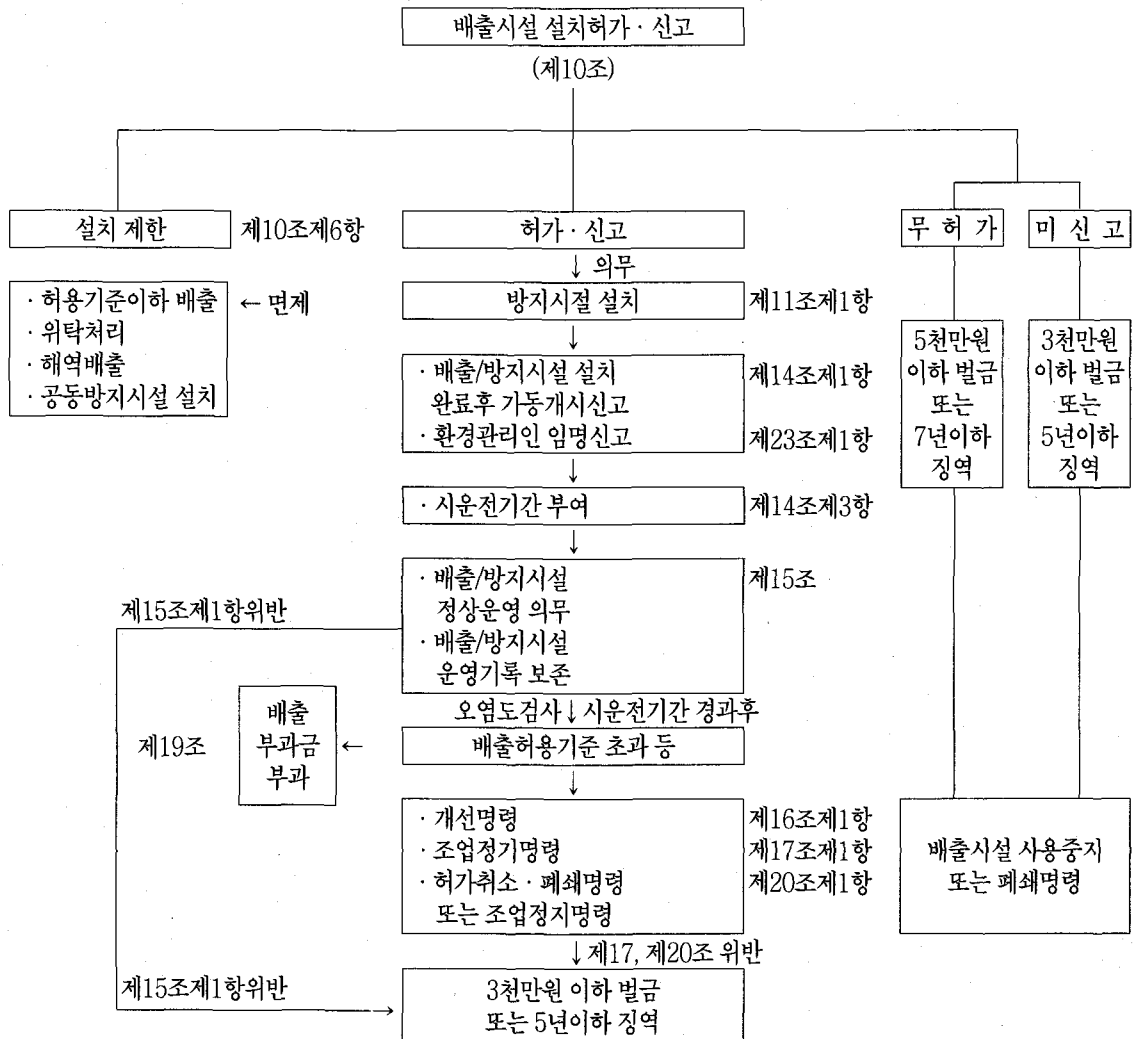 배출시설 설치허가 · 신고
(제10조)
설치 제한 제10조제6항
허가 · 신고
무 허 가
미 신 고
↓ 의무
· 허용기준이하 배출 ← 면제
· 위탁처리
· 해역배출
· 공동방지시설 설치
방지시절 설치 제11조제1항
↓
· 배출/방지시설 설치 제14조제1항
완료후 가동개시신고
· 환경관리인 임명신고 제23조제1항
↓
· 시운전기간 부여 제14조제3항
↓
5천만원
이하 벌금
또는
7년이하
징역
3천만원
이하 벌금
또는
5년이하
징역
· 배출/방지시설 제15조
정상운영 의무
· 배출/방지시설
운영기록 보존
제15조제1항위반
오염도검사 ↓ 시운전기간 경과후
배출허용기준 초과 등
←
배출
부과금
부과
제19조
↓
· 개선명령 제16조제1항
· 조업정기명령 제17조제1항
· 허가취소 · 폐쇄명령 제20조제1항
또는 조업정지명령
배출시설 사용중지
또는 폐쇄명령
↓ 제17, 제20조 위반
제15조제1항위반
3천만원 이하 벌금
또는 5년이하 징역